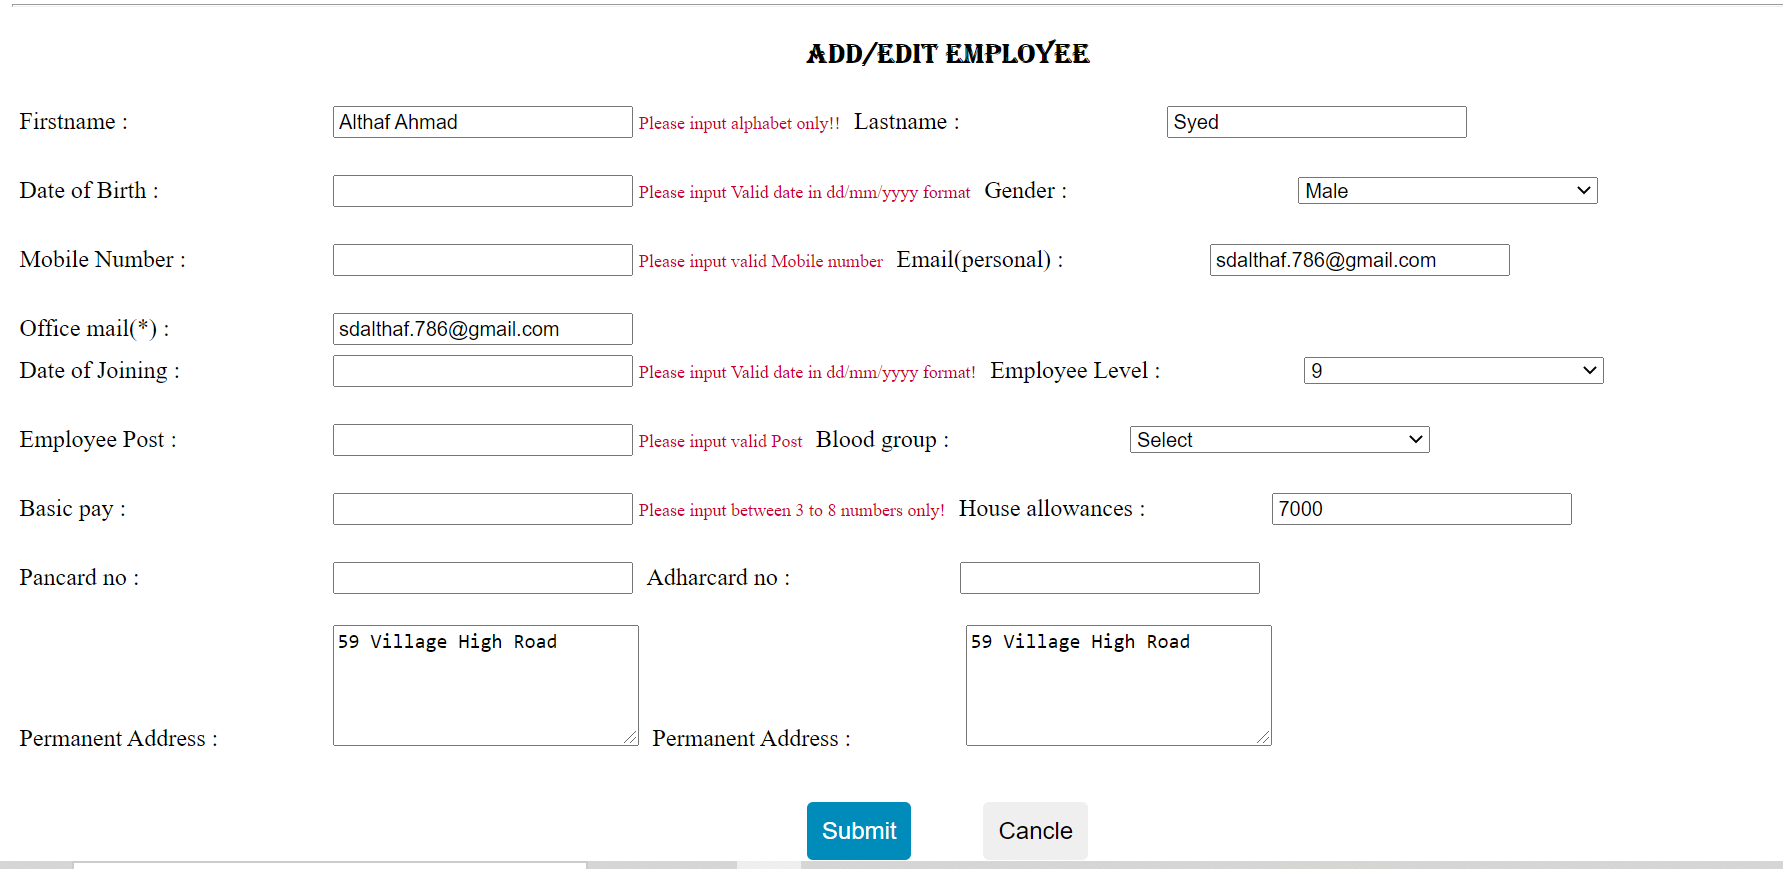 ADD/EDIT EMPLOYEE
Firstname : Althaf Ahmad Please input alphabet only!! Lastname : Syed
Date of Birth : Please input Valid date in dd/mm/yyyy format Gender : Male
Mobile Number : Please input valid Mobile number Email(personal) : sdalthaf.786@gmail.com
Office mail(*) : sdalthaf.786@gmail.com
Date of Joining : Please input Valid date in dd/mm/yyyy format! Employee Level : 9
Employee Post : Please input valid Post Blood group : Select
Basic pay : Please input between 3 to 8 numbers only! House allowances : 7000
Pancard no : Adharcard no :
59 Village High Road 59 Village High Road
Permanent Address : Permanent Address :
Submit Cancle